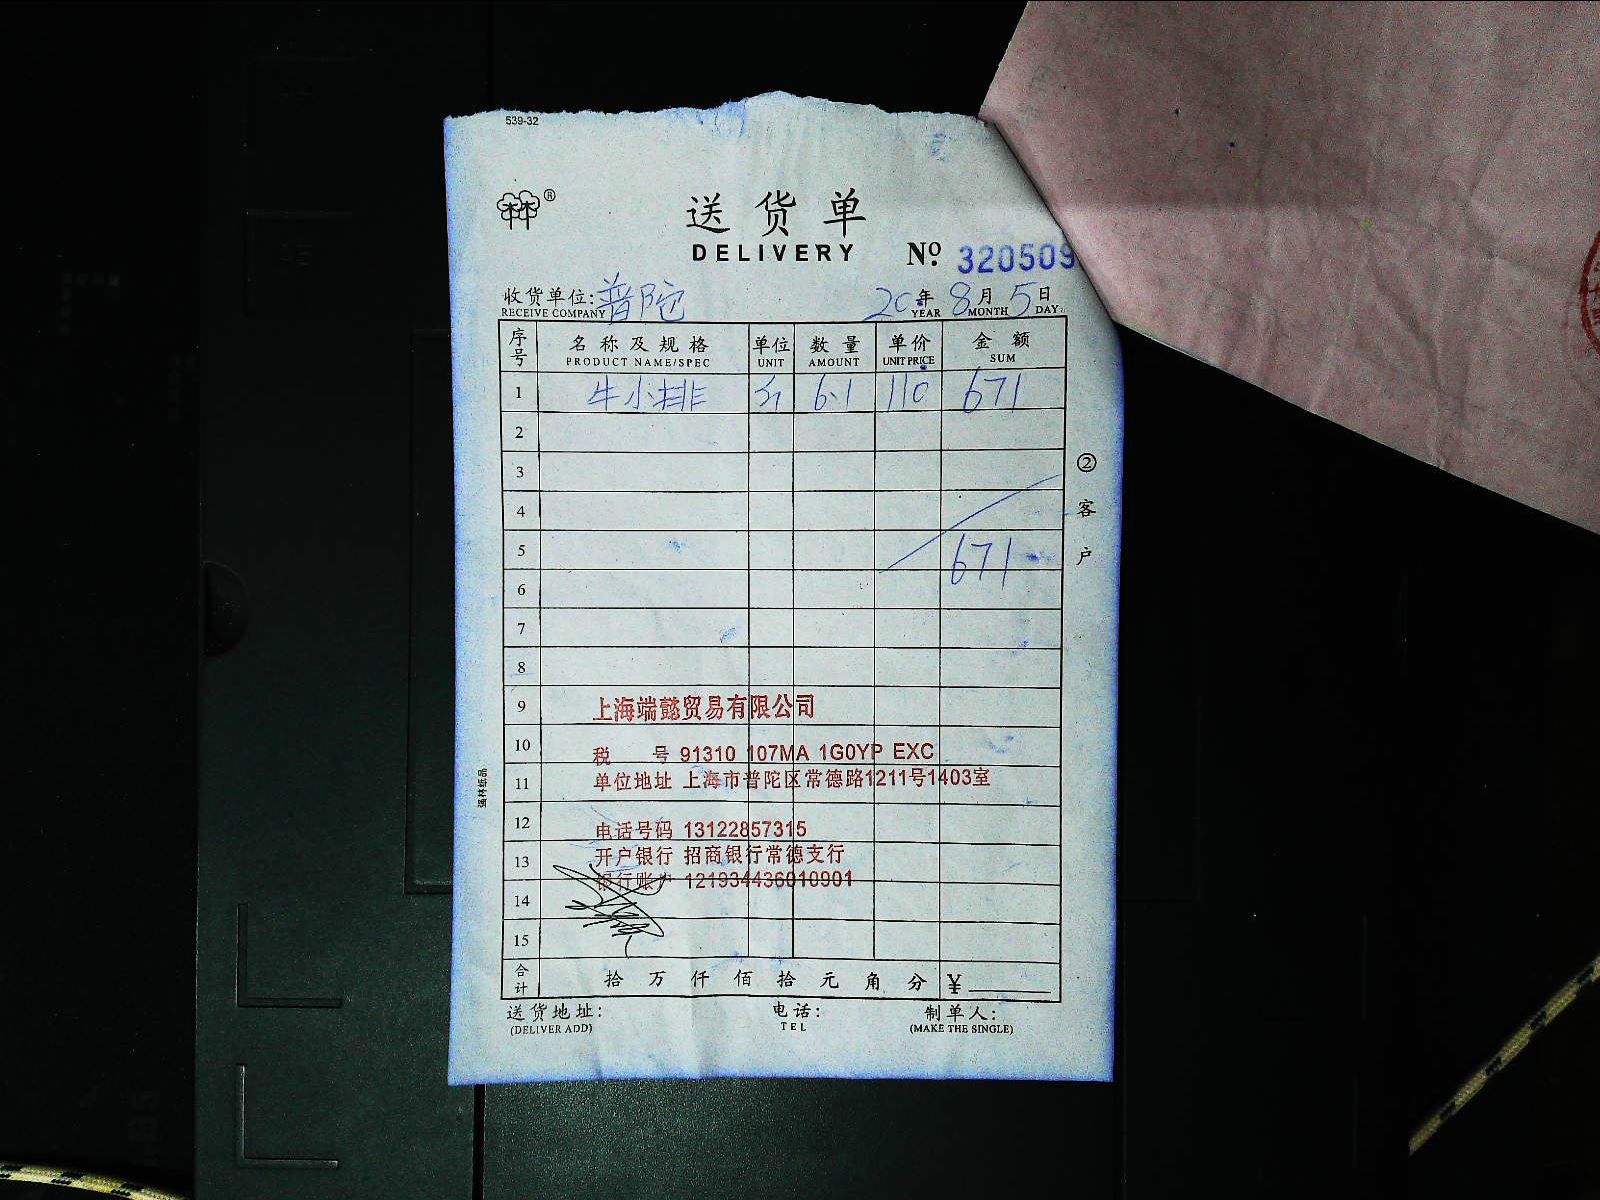 539-32
送货单
DELIVERY № 320509
收货单位: 普陀 20年 8月 5日
RECEIVE COMPANY YEAR MONTH DAY
序号 名称及规格 单位 数量 单价 金额
PRODUCT NAME/SPEC UNIT AMOUNT UNIT PRICE SUM
1 牛小排 斤 6.1 110 671
2
3
4
5 671
6
7
8
9
10
11
12
13
14
15
②客户
强林纸品
上海端懿贸易有限公司
税 号 91310 107MA 1G0YP EXC
单位地址 上海市普陀区常德路1211号1403室
电话号码 13122857315
开户银行 招商银行常德支行
银行账户 121934436010901
合计 拾 万 仟 佰 拾 元 角 分 ¥
送货地址: 电话: 制单人:
(DELIVER ADD) TEL (MAKE THE SINGLE)